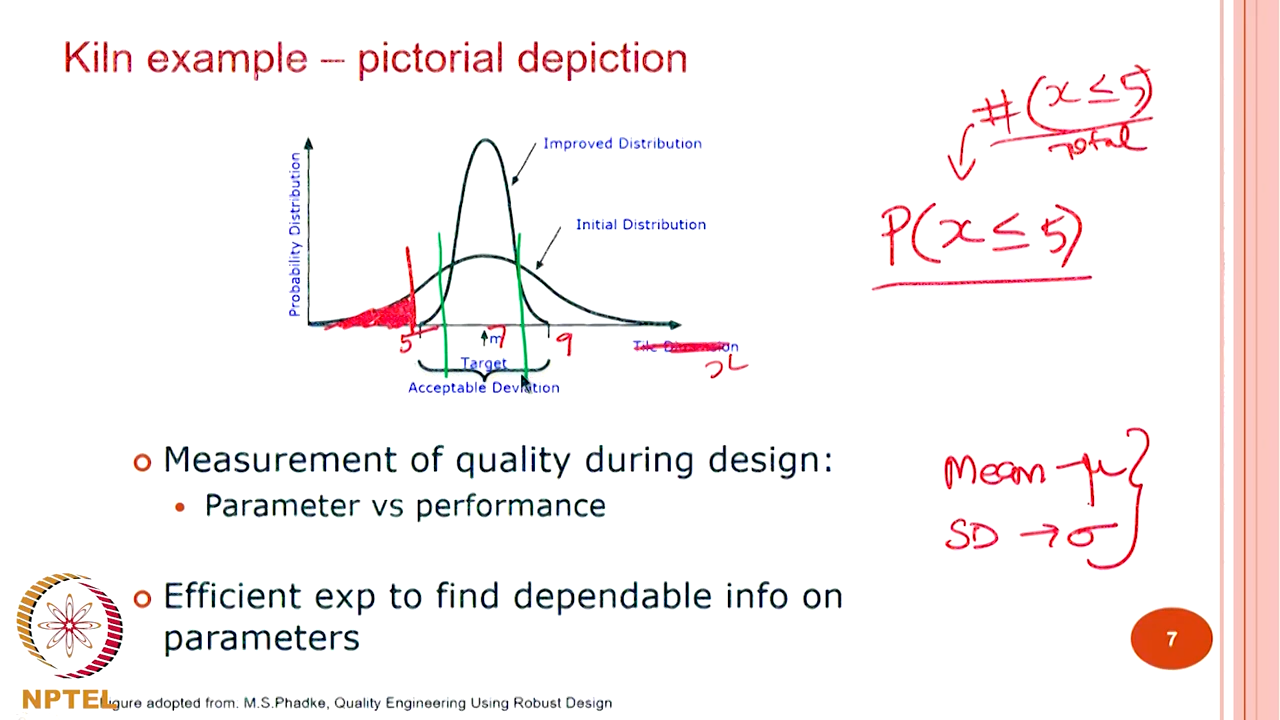 Kiln example – pictorial depiction
#(x≤5)
Total
P(x≤5)
Improved Distribution
Initial Distribution
Probability Distribution
5
m
7
9
x
Target
Acceptable Deviation
Measurement of quality during design:
Parameter vs performance
Mean → μ
SD → σ
Efficient exp to find dependable info on
parameters
7
NPTEL
Figure adopted from. M.S.Phadke, Quality Engineering Using Robust Design